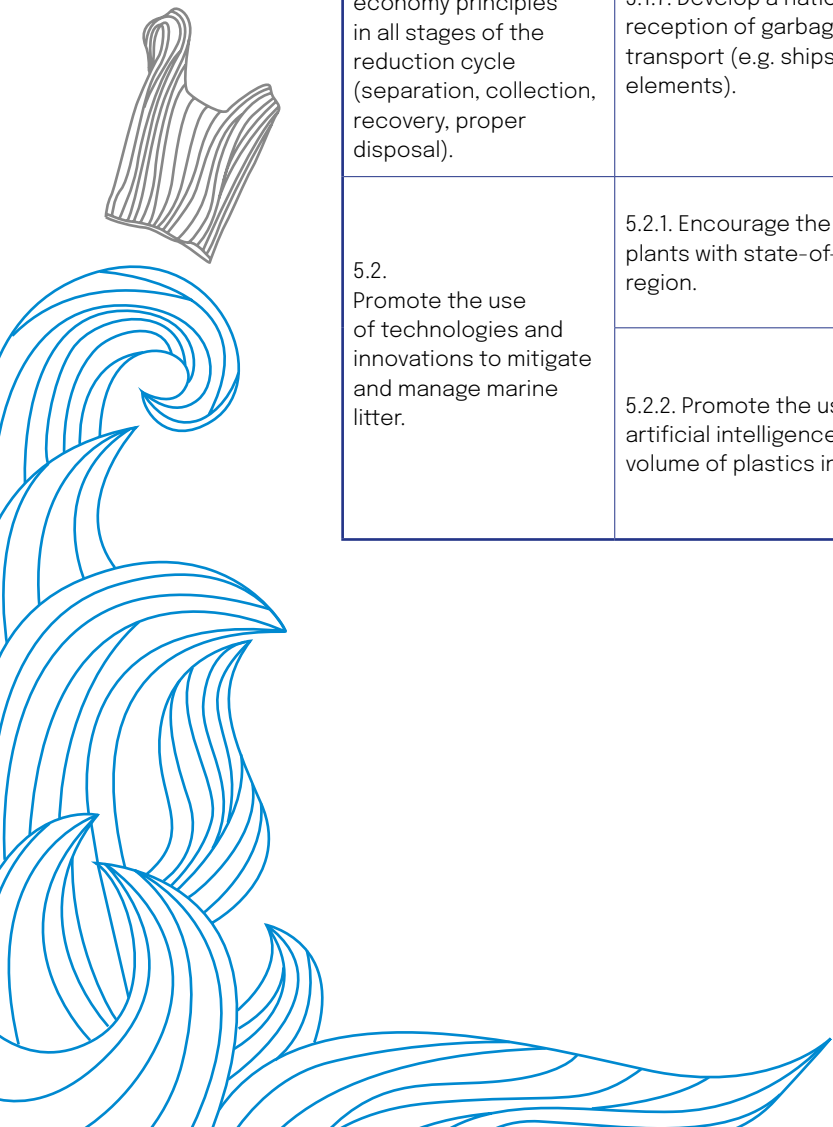 economy principles
in all stages of the
reduction cycle
(separation, collection,
recovery, proper
disposal).
reception of garbag
transport (e.g. ships
elements).
5.2.
Promote the use
of technologies and
innovations to mitigate
and manage marine
litter.
5.2.1. Encourage the
plants with state-of-
region.
5.2.2. Promote the us
artificial intelligence
volume of plastics in